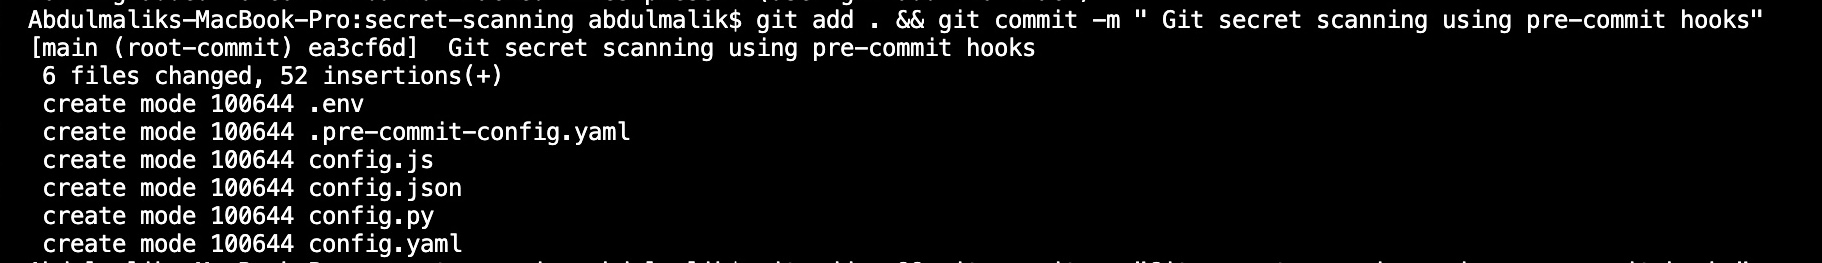 Abdulmaliks-MacBook-Pro:secret-scanning abdulmalik$ git add . && git commit -m " Git secret scanning using pre-commit hooks"
[main (root-commit) ea3cf6d]  Git secret scanning using pre-commit hooks
 6 files changed, 52 insertions(+)
 create mode 100644 .env
 create mode 100644 .pre-commit-config.yaml
 create mode 100644 config.js
 create mode 100644 config.json
 create mode 100644 config.py
 create mode 100644 config.yaml